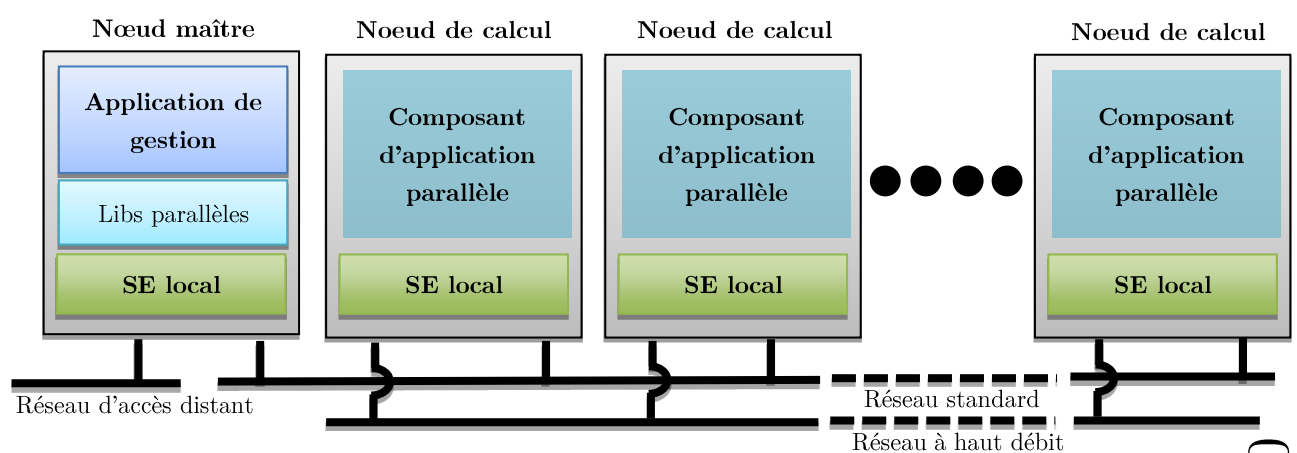 Nœud maître
Noeud de calcul
Noeud de calcul
Noeud de calcul
Application de
gestion
Libs parallèles
SE local
Composant
d'application
parallèle
SE local
Composant
d'application
parallèle
SE local
Composant
d'application
parallèle
SE local
Réseau d'accès distant
Réseau standard
Réseau à haut débit